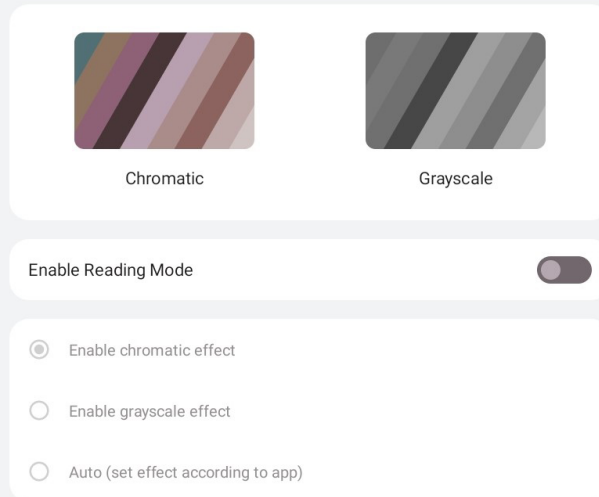 Chromatic
Grayscale
Enable Reading Mode
Enable chromatic effect
Enable grayscale effect
Auto (set effect according to app)